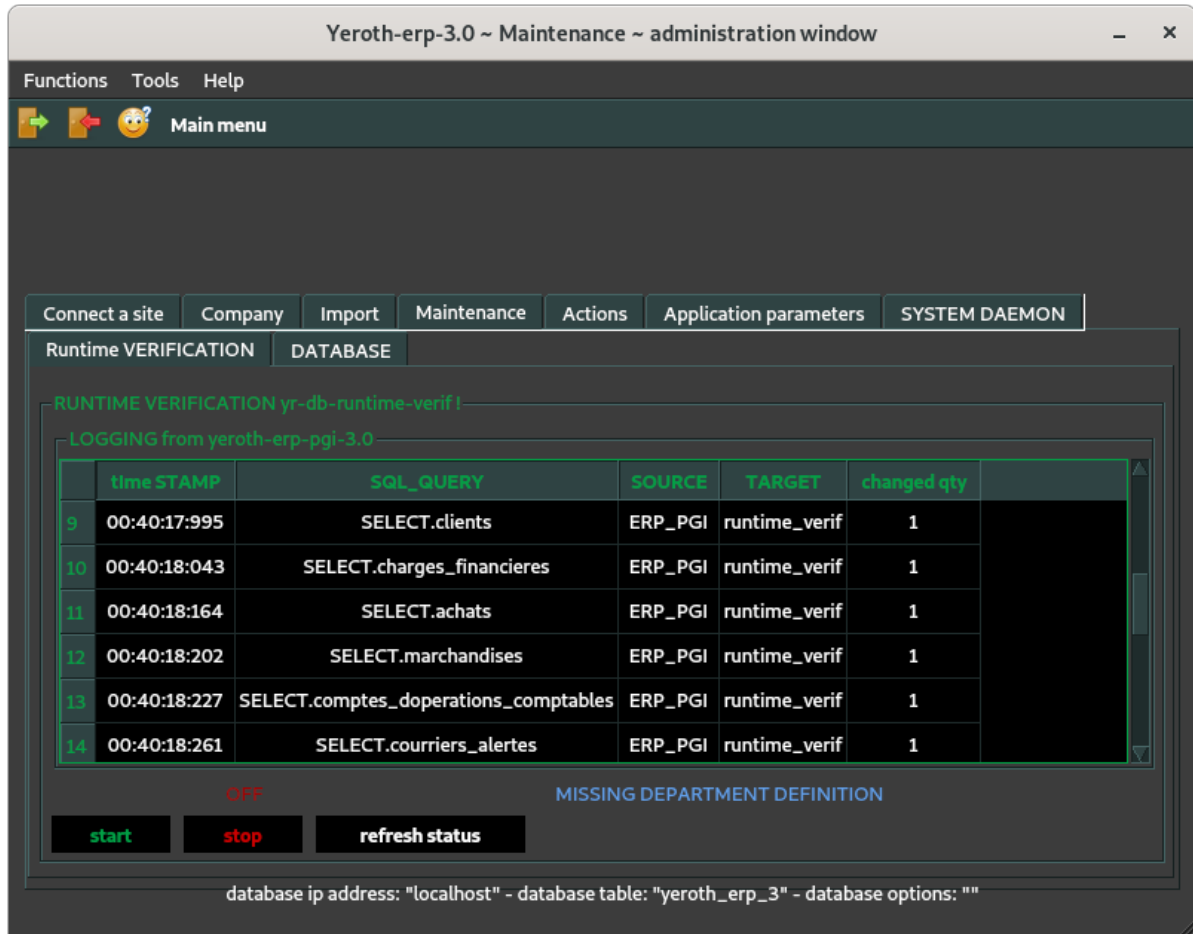 Yeroth-erp-3.0 ~ Maintenance ~ administration window
Functions Tools Help
Main menu
Connect a site Company Import Maintenance Actions Application parameters SYSTEM DAEMON
Runtime VERIFICATION DATABASE
RUNTIME VERIFICATION yr-db-runtime-verif !
LOGGING from yeroth-erp-pgi-3.0
time STAMP SQL_QUERY SOURCE TARGET changed qty
9 00:40:17:995 SELECT.clients ERP_PGI runtime_verif 1
10 00:40:18:043 SELECT.charges_financieres ERP_PGI runtime_verif 1
11 00:40:18:164 SELECT.achats ERP_PGI runtime_verif 1
12 00:40:18:202 SELECT.marchandises ERP_PGI runtime_verif 1
13 00:40:18:227 SELECT.comptes_doperations_comptables ERP_PGI runtime_verif 1
14 00:40:18:261 SELECT.courriers_alertes ERP_PGI runtime_verif 1
OFF MISSING DEPARTMENT DEFINITION
start stop refresh status
database ip address: "localhost" - database table: "yeroth_erp_3" - database options: ""